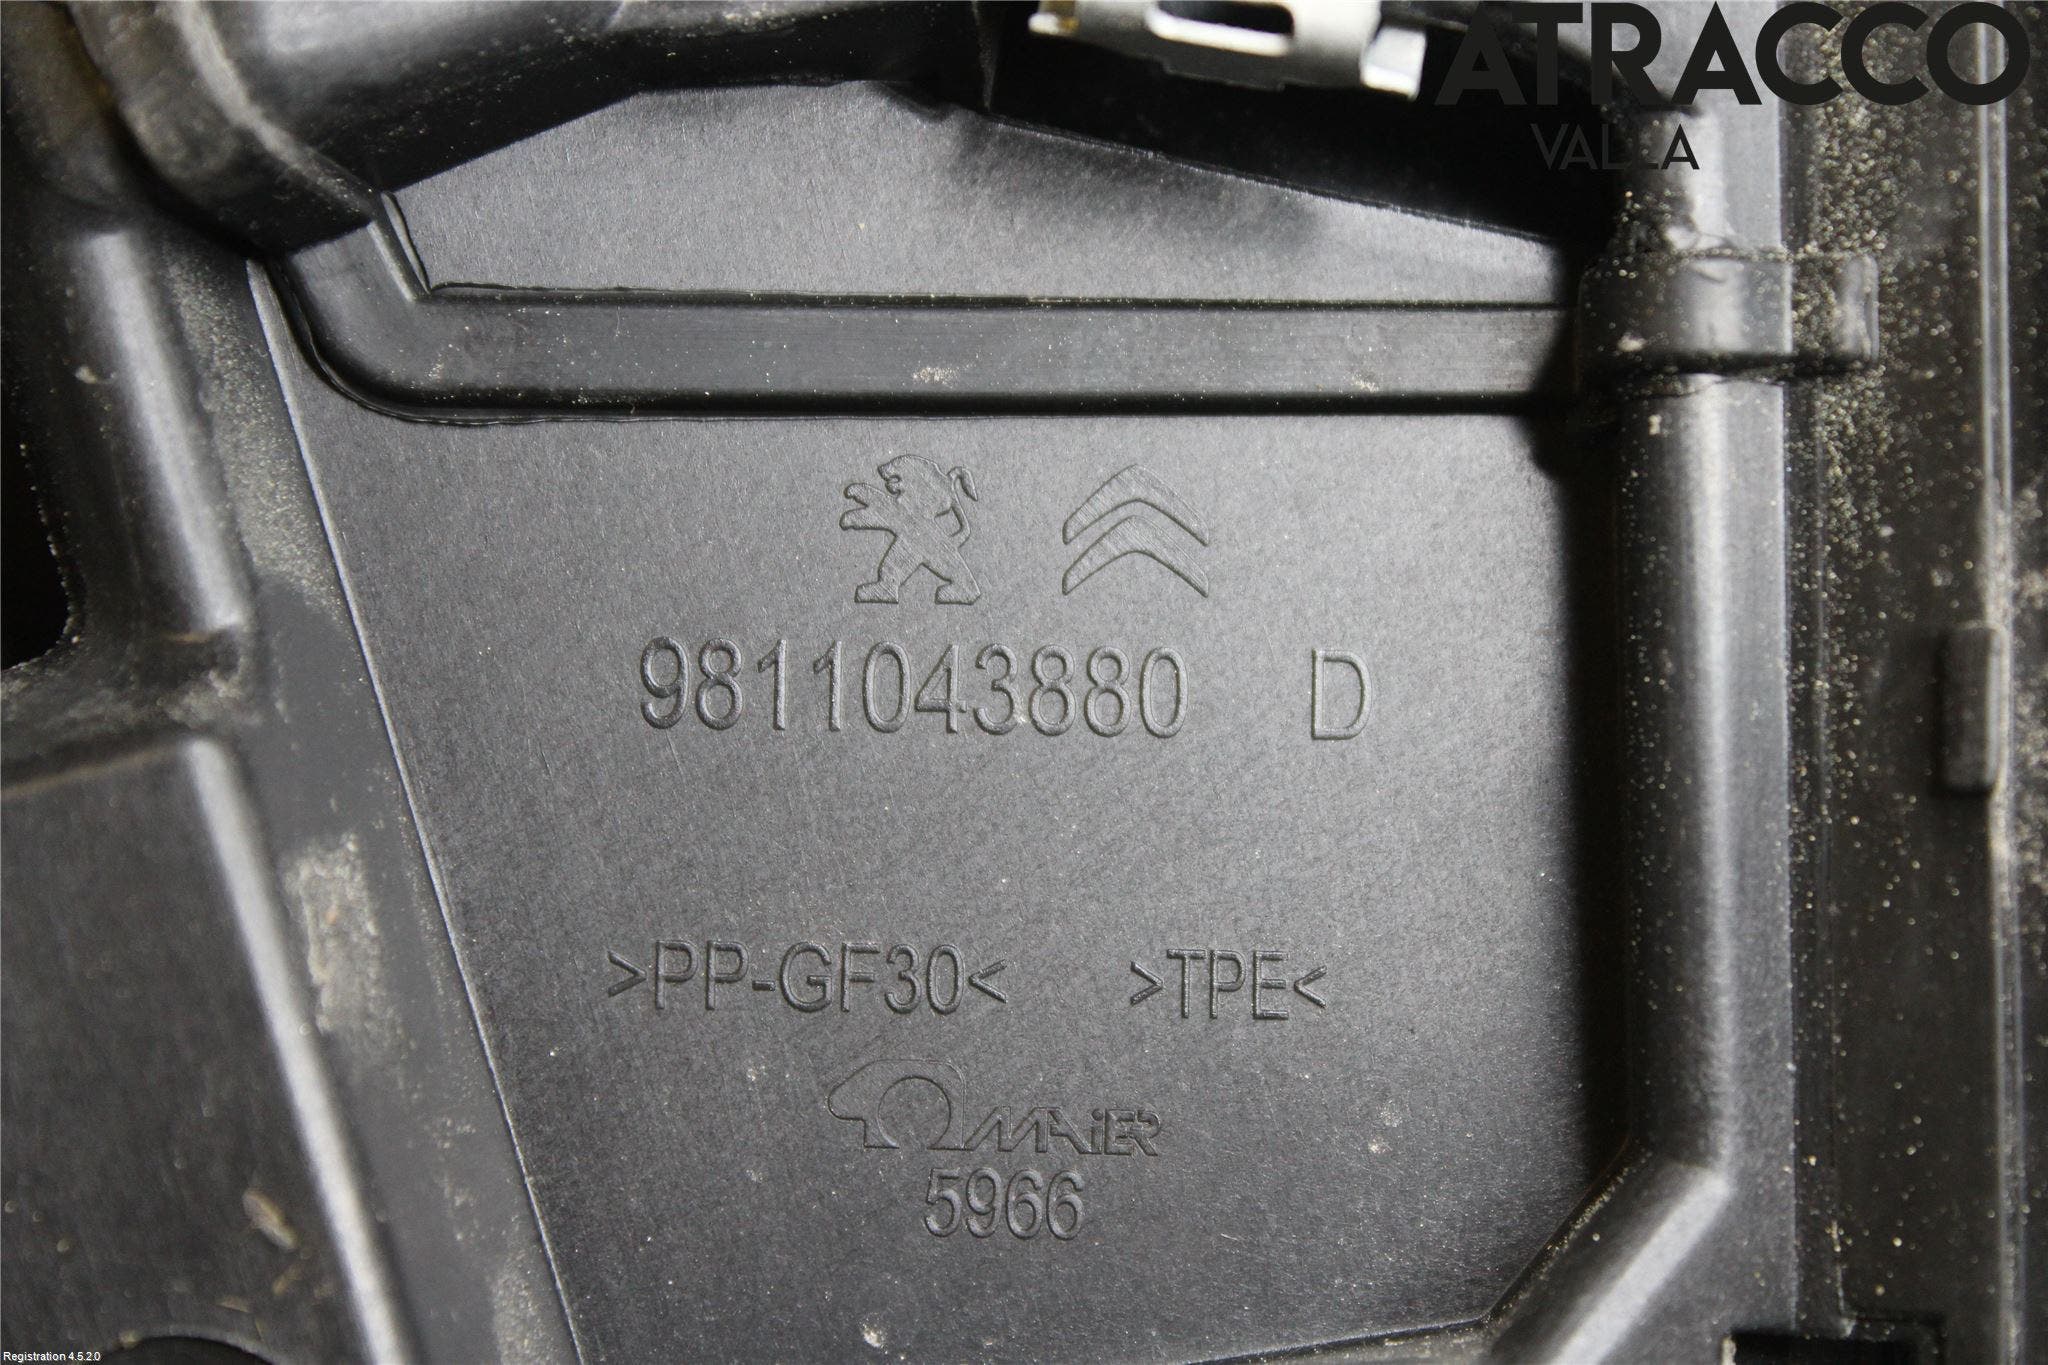 ATRACCO
VALLA
9811043880 D
>PP-GF30< >TPE<
MAiER
5966
Registration 4.5.2.0